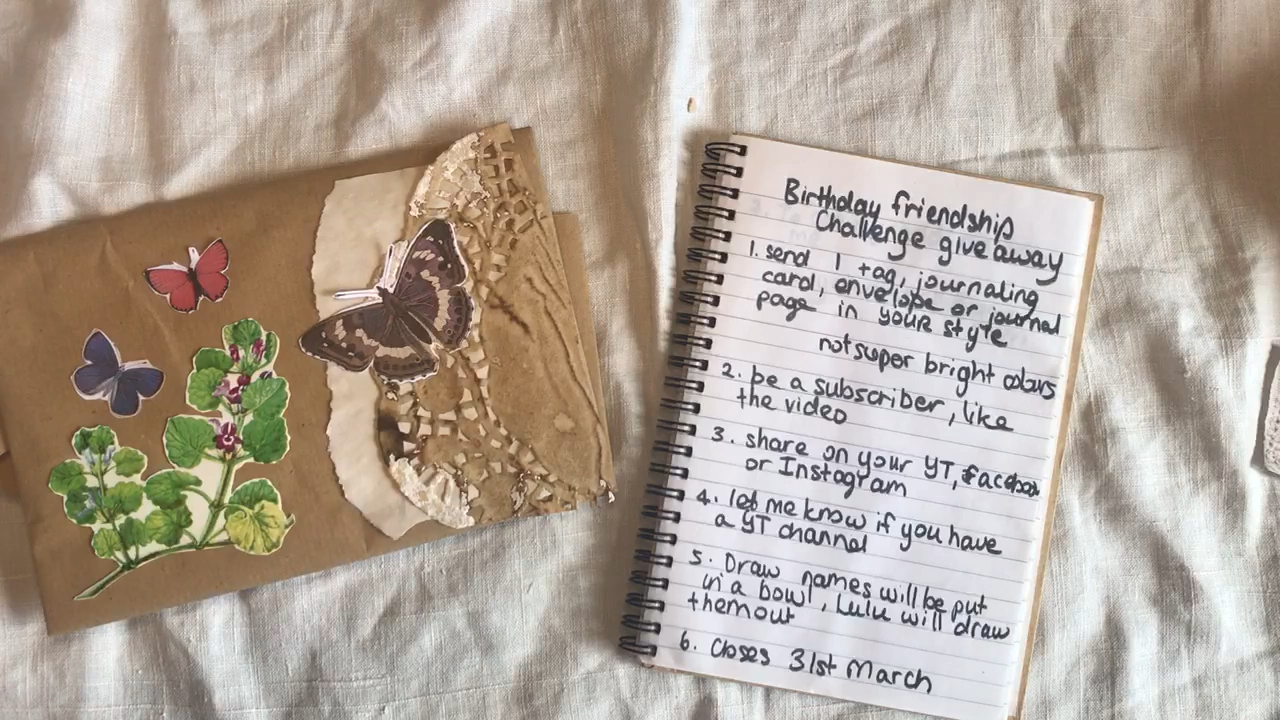 Birthday friendship
Challenge give away
1. send 1 tag, journaling
card, envelope or journal
page in your style
not super bright colours
2. be a subscriber, like
the video
3. share on your YT, facebook
or Instagram
4. let me know if you have
a YT channel
5. Draw names will be put
in a bowl, Lulu will draw
them out
6. Closes 31st March